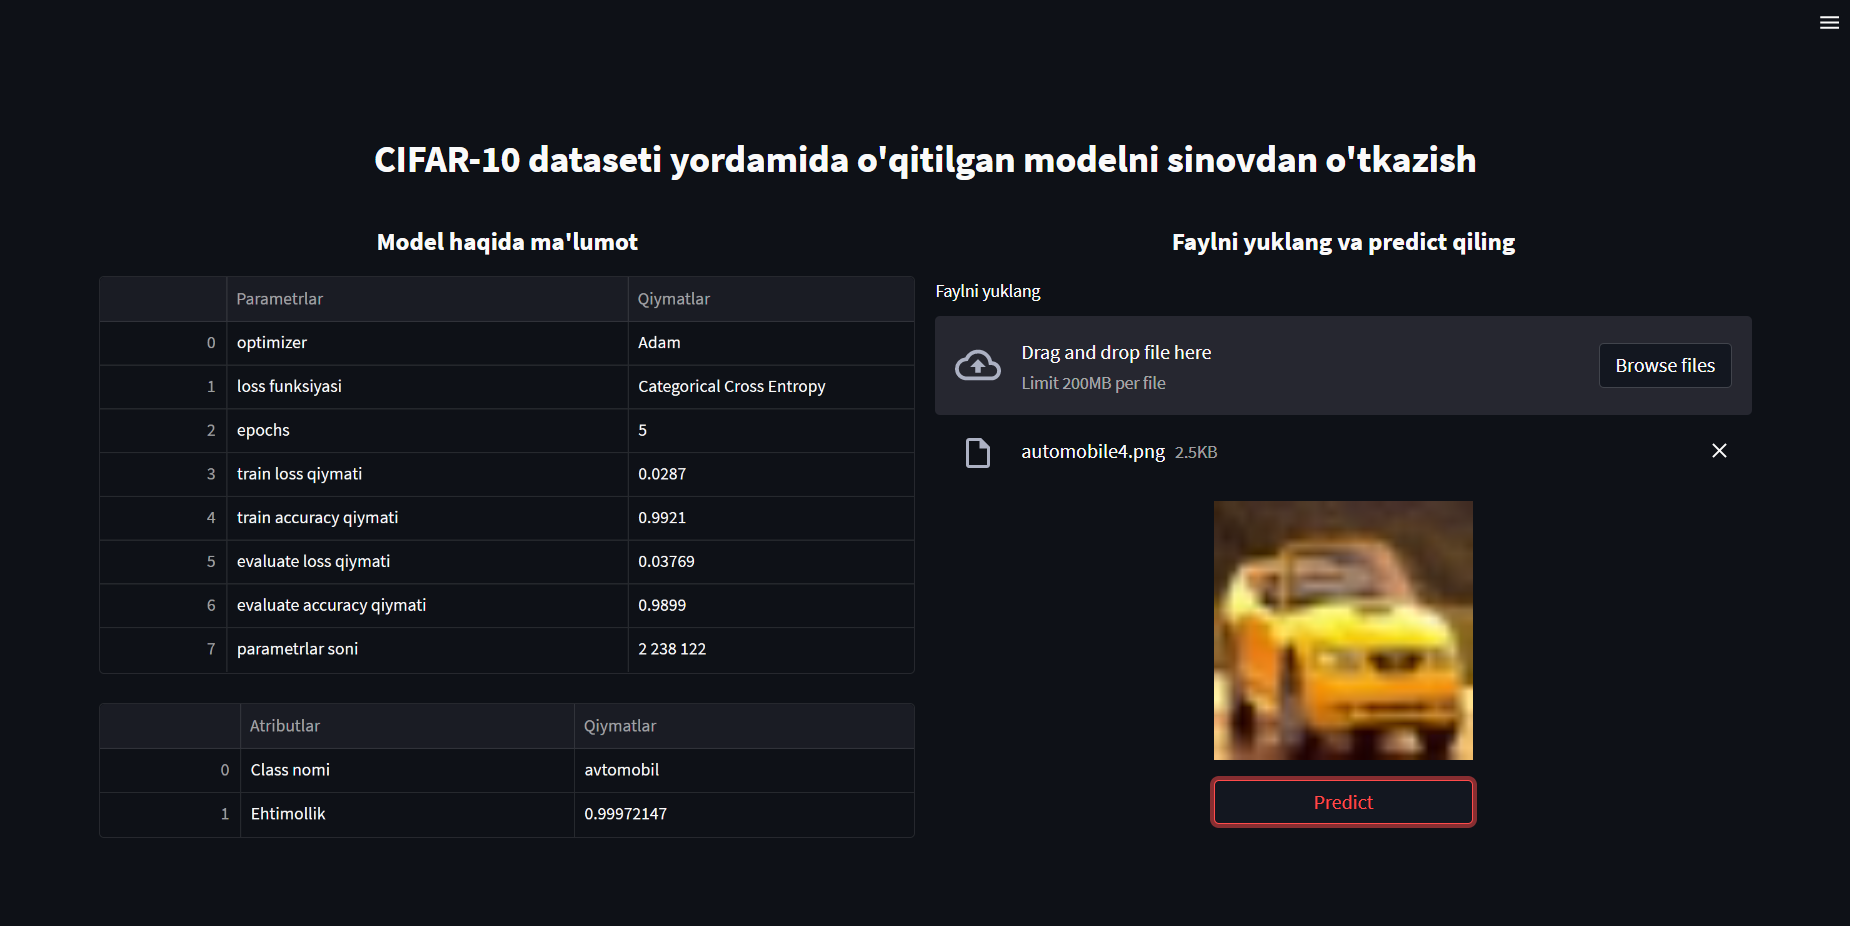 CIFAR-10 dataseti yordamida o'qitilgan modelni sinovdan o'tkazish
Model haqida ma'lumot
Parametrlar Qiymatlar
0 optimizer Adam
1 loss funksiyasi Categorical Cross Entropy
2 epochs 5
3 train loss qiymati 0.0287
4 train accuracy qiymati 0.9921
5 evaluate loss qiymati 0.03769
6 evaluate accuracy qiymati 0.9899
7 parametrlar soni 2 238 122
Atributlar Qiymatlar
0 Class nomi avtomobil
1 Ehtimollik 0.99972147
Faylni yuklang va predict qiling
Faylni yuklang
Drag and drop file here
Limit 200MB per file
Browse files
automobile4.png 2.5KB
Predict